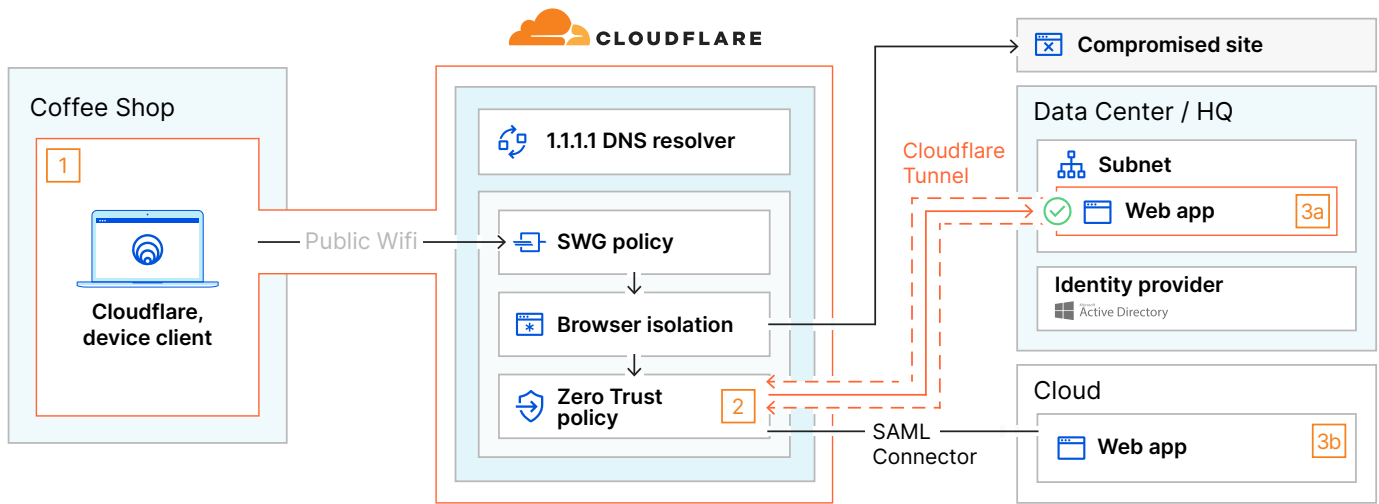 CLOUDFLARE
Coffee Shop
1
Cloudflare,
device client
Public Wifi
1.1.1.1 DNS resolver
SWG policy
Browser isolation
Zero Trust
policy
2
Cloudflare
Tunnel
SAML
Connector
Compromised site
Data Center / HQ
Subnet
Web app
3a
Identity provider
Microsoft
Active Directory
Cloud
Web app
3b